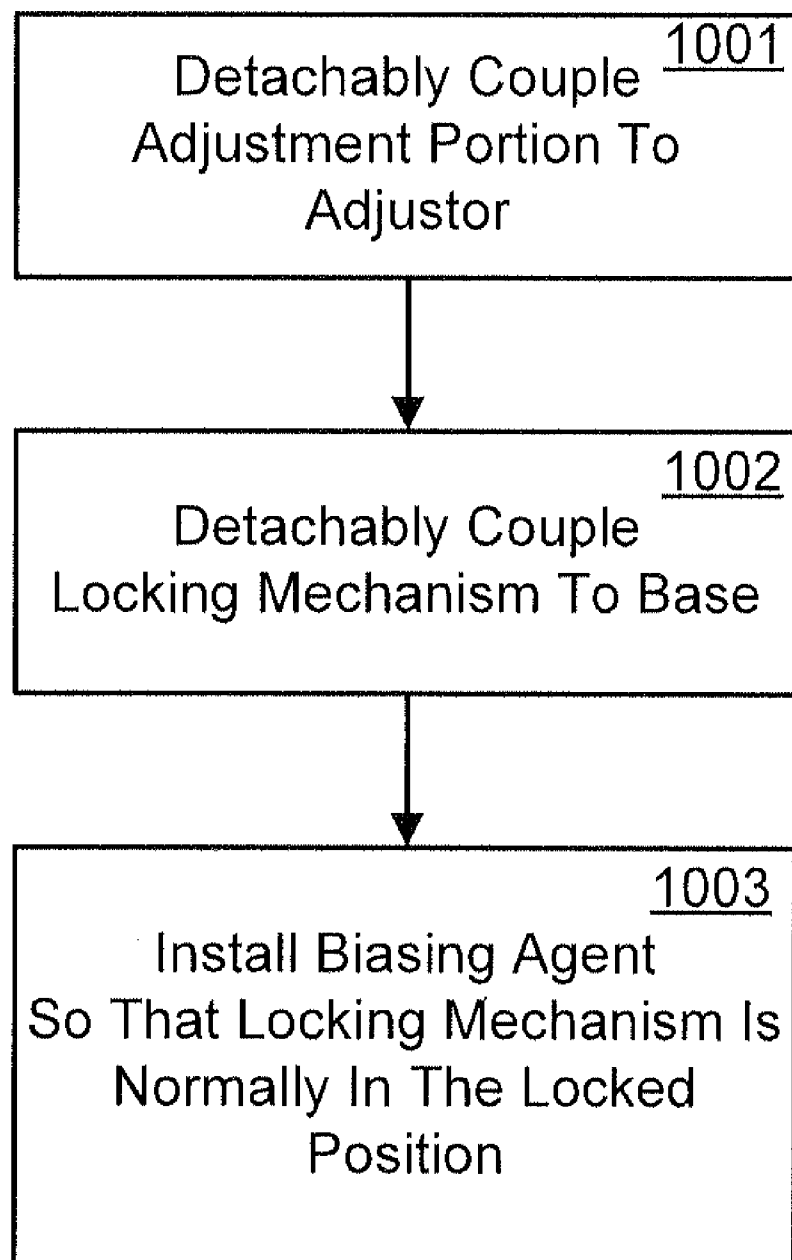 1001
Detachably Couple
Adjustment Portion To
Adjustor
1002
Detachably Couple
Locking Mechanism To Base
1003
Install Biasing Agent
So That Locking Mechanism Is
Normally In The Locked
Position